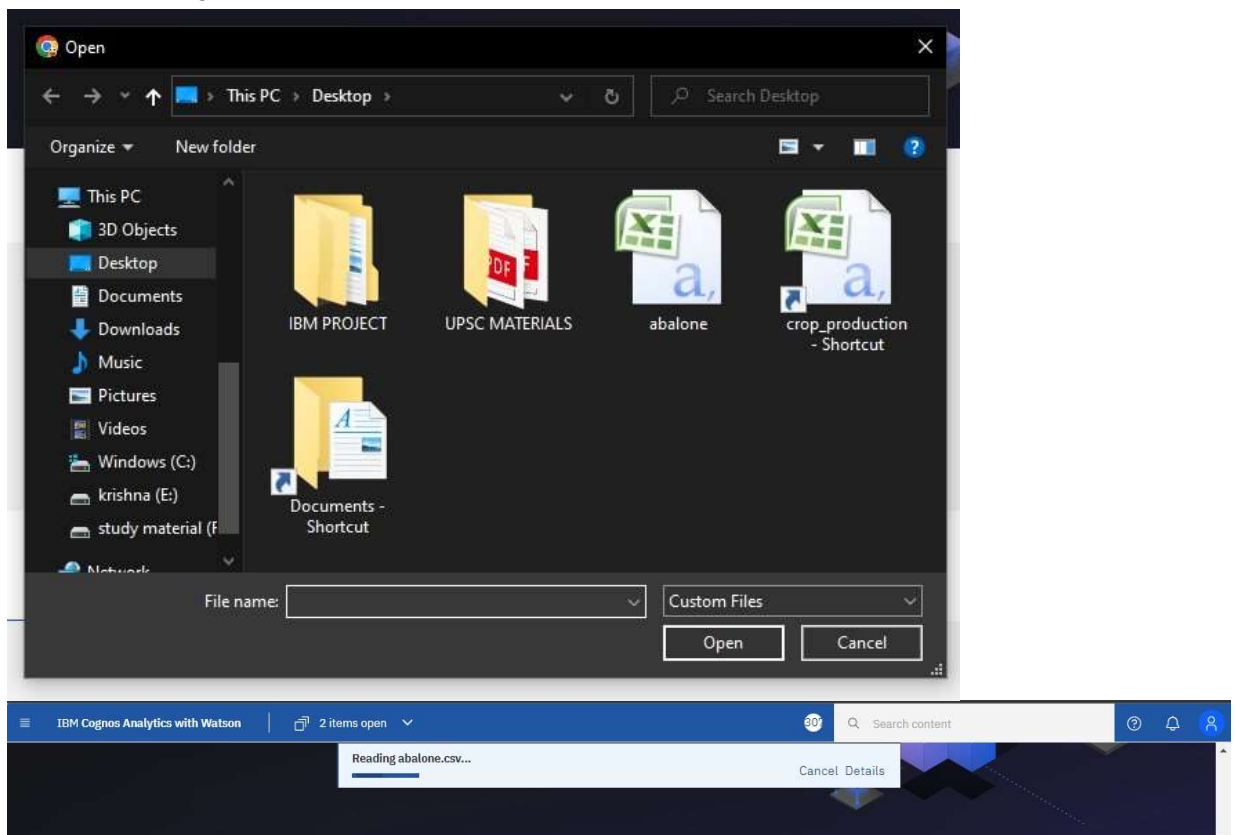 Open
This PC > Desktop >
Search Desktop
Organize
New folder
This PC
3D Objects
Desktop
Documents
Downloads
Music
Pictures
Videos
Windows (C:)
krishna (E:)
study material (F
Network
IBM PROJECT
UPSC MATERIALS
abalone
crop_production
- Shortcut
Documents -
Shortcut
File name:
Custom Files
Open
Cancel
IBM Cognos Analytics with Watson
2 items open
Search content
Reading abalone.csv...
Cancel Details